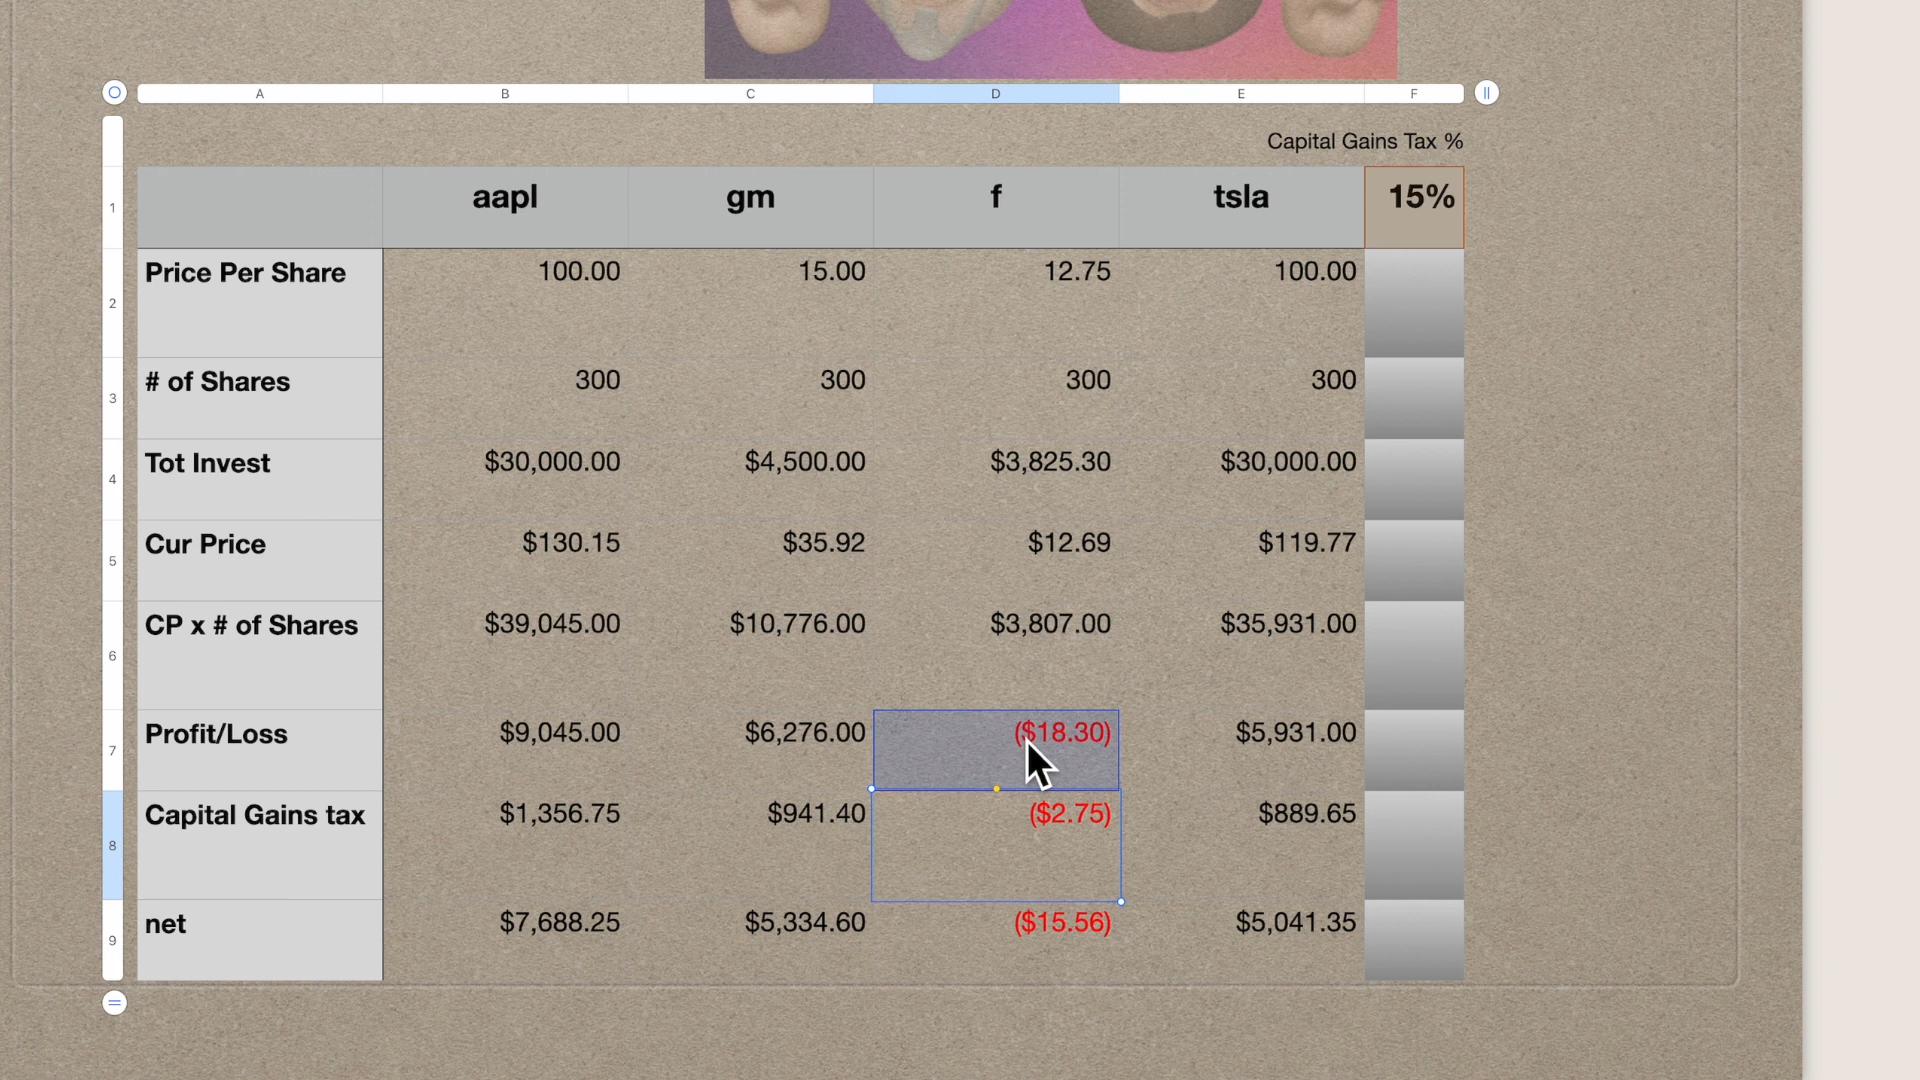 A B C D E F
Capital Gains Tax %
1 aapl gm f tsla 15%
2 Price Per Share 100.00 15.00 12.75 100.00
3 # of Shares 300 300 300 300
4 Tot Invest $30,000.00 $4,500.00 $3,825.30 $30,000.00
5 Cur Price $130.15 $35.92 $12.69 $119.77
6 CP x # of Shares $39,045.00 $10,776.00 $3,807.00 $35,931.00
7 Profit/Loss $9,045.00 $6,276.00 ($18.30) $5,931.00
8 Capital Gains tax $1,356.75 $941.40 ($2.75) $889.65
9 net $7,688.25 $5,334.60 ($15.56) $5,041.35